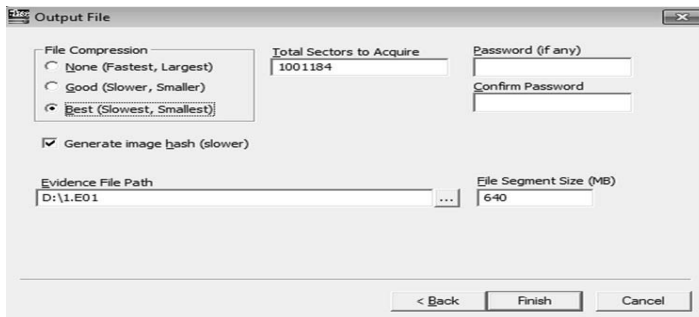 Output File
File Compression
None (Fastest, Largest)
Good (Slower, Smaller)
Best (Slowest, Smallest)
Total Sectors to Acquire
1001184
Password (if any)
Confirm Password
Generate image hash (slower)
Evidence File Path
D:\1.E01
...
File Segment Size (MB)
640
< Back
Finish
Cancel